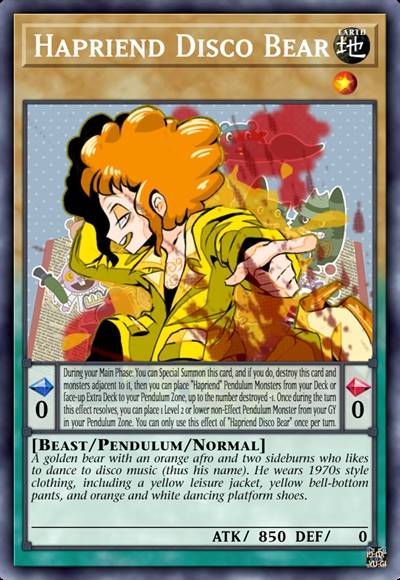 Hapriend Disco Bear
EARTH
地
During your Main Phase: You can Special Summon this card, and if you do, destroy this card and
monsters adjacent to it, then you can place "Hapriend" Pendulum Monsters from your Deck or
face-up Extra Deck to your Pendulum Zone, up to the number destroyed -1. Once during the turn
this effect resolves, you can place 1 Level 2 or lower non-Effect Pendulum Monster from your GY
in your Pendulum Zone. You can only use this effect of "Hapriend Disco Bear" once per turn.
0
0
[Beast/Pendulum/Normal]
A golden bear with an orange afro and two sideburns who likes
to dance to disco music (thus his name). He wears 1970s style
clothing, including a yellow leisure jacket, yellow bell-bottom
pants, and orange and white dancing platform shoes.
ATK/ 850 DEF/ 0